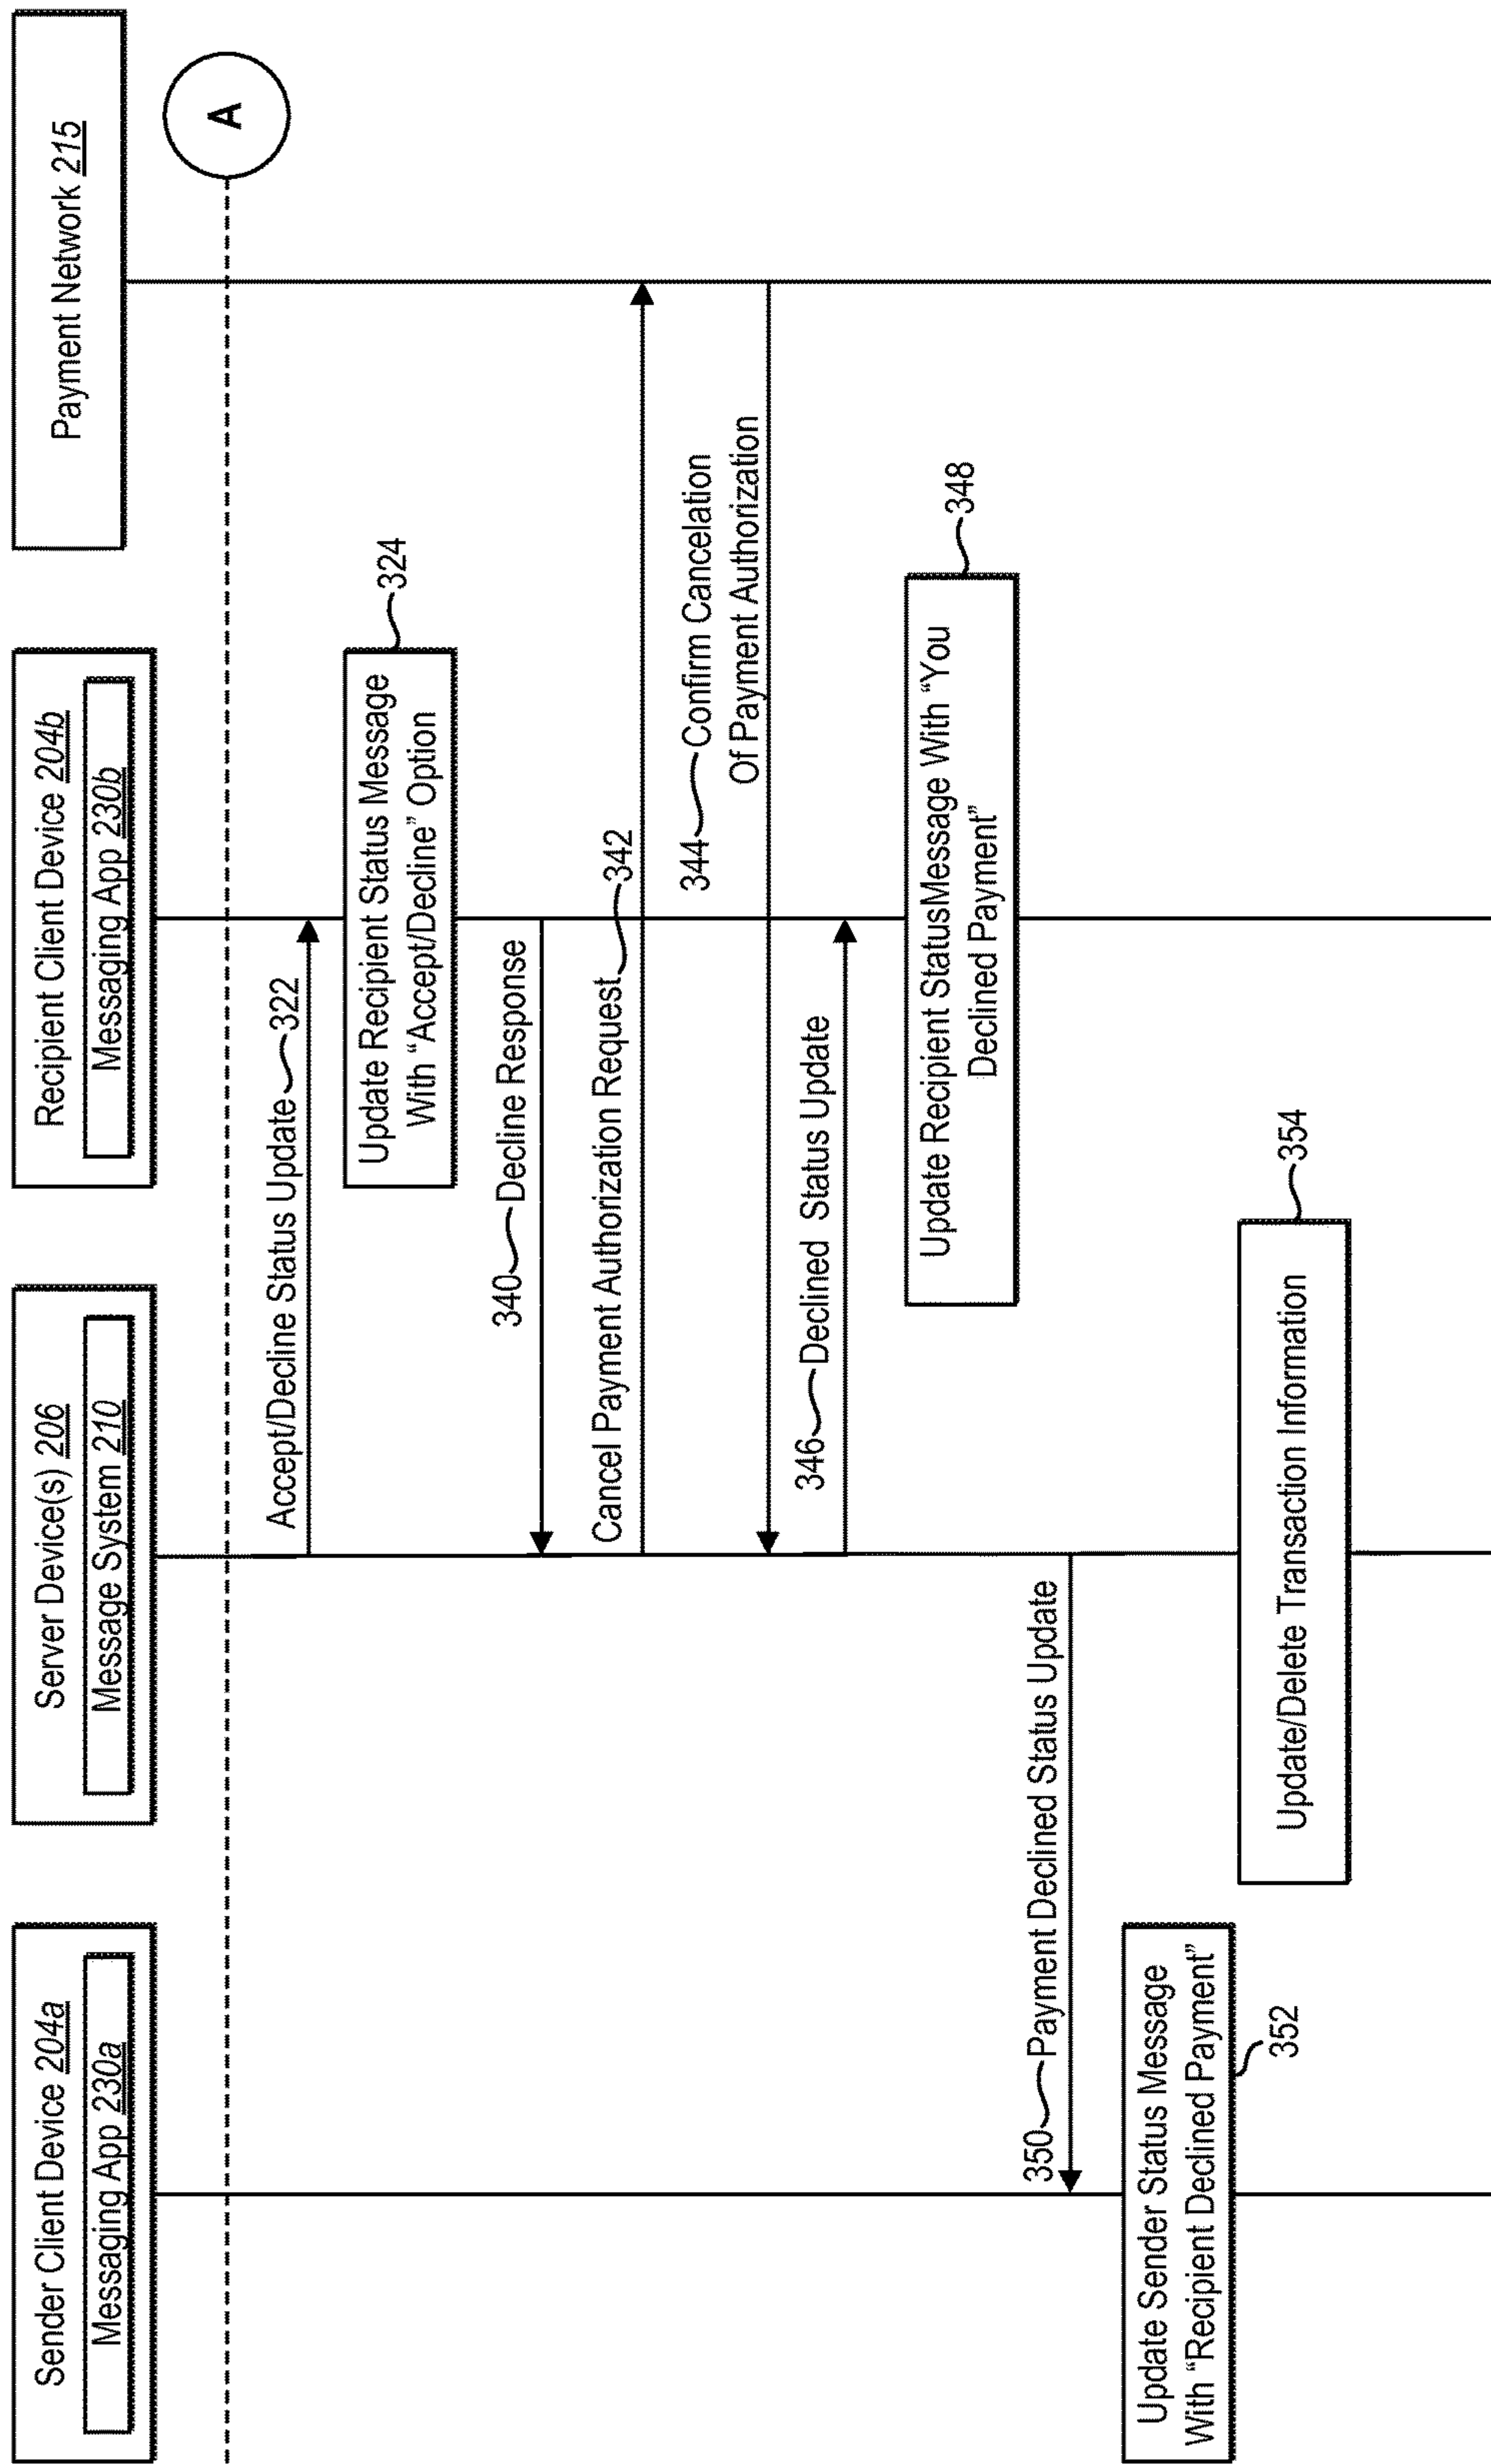 Sender Client Device 204a
Messaging App 230a
Server Device(s) 206
Message System 210
Recipient Client Device 204b
Messaging App 230b
Payment Network 215
A
Accept/Decline Status Update 322
Update Recipient Status Message
With “Accept/Decline” Option
324
340 Decline Response
Cancel Payment Authorization Request 342
344 Confirm Cancelation
Of Payment Authorization
346 Declined Status Update
Update Recipient StatusMessage With “You
Declined Payment”
348
350 Payment Declined Status Update
Update Sender Status Message
With “Recipient Declined Payment”
352
Update/Delete Transaction Information
354